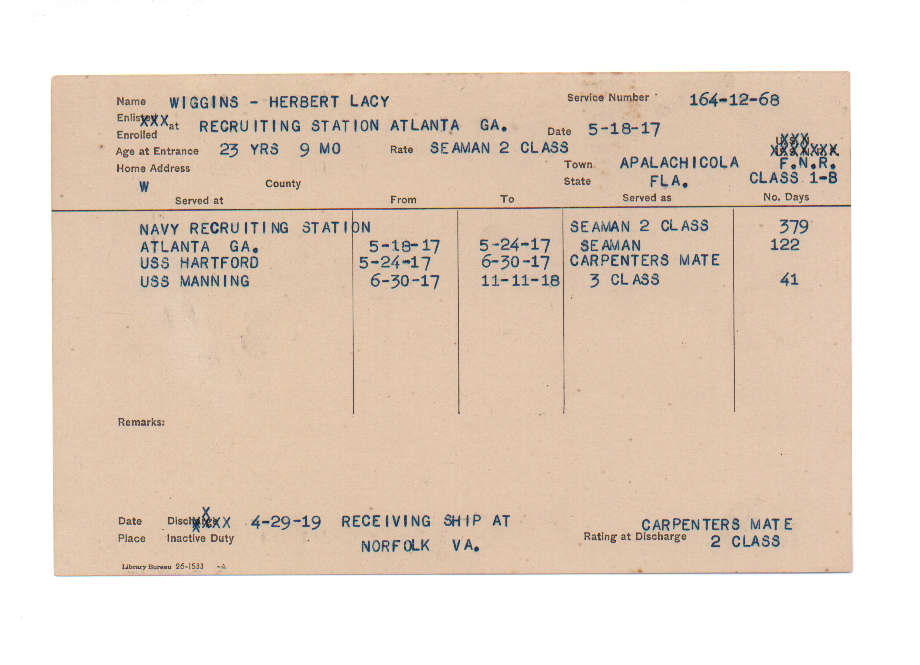 Name WIGGINS - HERBERT LACY Service Number 164-12-68
Enrolled at RECRUITING STATION ATLANTA GA. Date 5-18-17
Age at Entrance 23 YRS 9 MO Rate SEAMAN 2 CLASS
Home Address Town APALACHICOLA F.N.R.
W County State FLA. CLASS 1-B
Served at From To Served as No. Days
NAVY RECRUITING STATION SEAMAN 2 CLASS 379
ATLANTA GA. 5-18-17 5-24-17 SEAMAN 122
USS HARTFORD 5-24-17 6-30-17 CARPENTERS MATE
USS MANNING 6-30-17 11-11-18 3 CLASS 41
Remarks:
Date 4-29-19 RECEIVING SHIP AT CARPENTERS MATE
Place Inactive Duty NORFOLK VA. Rating at Discharge 2 CLASS
Library Bureau 26-1533 -A